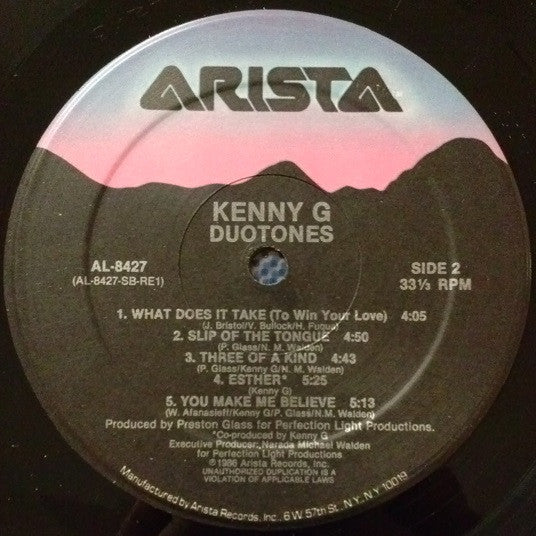 ARISTA
KENNY G
DUOTONES
AL-8427
(AL-8427-SB-RE1)
SIDE 2
33⅓ RPM
1. WHAT DOES IT TAKE (To Win Your Love) 4:05
(J. Bristol/V. Bullock/H. Fuqua)
2. SLIP OF THE TONGUE 4:50
(P. Glass/N. M. Walden)
3. THREE OF A KIND 4:43
(P. Glass/Kenny G/N. M. Walden)
4. ESTHER* 5:25
(Kenny G)
5. YOU MAKE ME BELIEVE 5:13
(W. Afanasieff/Kenny G/P. Glass/N.M. Walden)
Produced by Preston Glass for Perfection Light Productions.
*Co-produced by Kenny G
Executive Producer: Narada Michael Walden
for Perfection Light Productions
℗1986 Arista Records, Inc.
UNAUTHORIZED DUPLICATION IS A
VIOLATION OF APPLICABLE LAWS
Manufactured by Arista Records, Inc., 6 W. 57th St., N.Y., N.Y. 10019